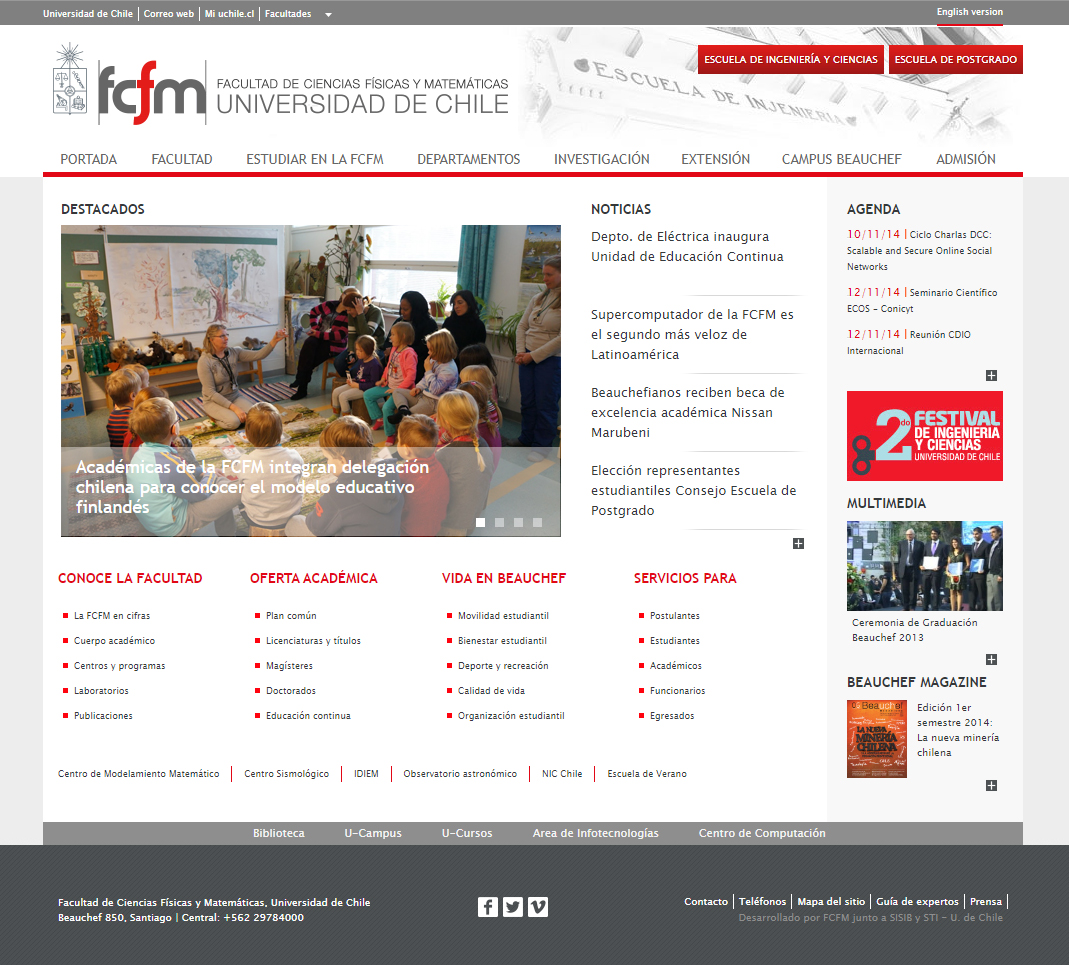 Universidad de Chile
Correo web
Mi uchile.cl
Facultades
English version
fcfm
FACULTAD DE CIENCIAS FÍSICAS Y MATEMÁTICAS
UNIVERSIDAD DE CHILE
ESCUELA DE INGENIERIA
ESCUELA DE INGENIERÍA Y CIENCIAS
ESCUELA DE POSTGRADO
PORTADA
FACULTAD
ESTUDIAR EN LA FCFM
DEPARTAMENTOS
INVESTIGACIÓN
EXTENSIÓN
CAMPUS BEAUCHEF
ADMISIÓN
DESTACADOS
Académicas de la FCFM integran delegación
chilena para conocer el modelo educativo
finlandés
NOTICIAS
Depto. de Eléctrica inaugura
Unidad de Educación Continua
Supercomputador de la FCFM es
el segundo más veloz de
Latinoamérica
Beauchefianos reciben beca de
excelencia académica Nissan
Marubeni
Elección representantes
estudiantiles Consejo Escuela de
Postgrado
AGENDA
10/11/14 | Ciclo Charlas DCC:
Scalable and Secure Online Social
Networks
12/11/14 | Seminario Científico
ECOS - Conicyt
12/11/14 | Reunión CDIO
Internacional
2do FESTIVAL
DE INGENIERIA
Y CIENCIAS
UNIVERSIDAD DE CHILE
MULTIMEDIA
Ceremonia de Graduación
Beauchef 2013
BEAUCHEF MAGAZINE
Beauchef
LA NUEVA
MINERÍA
CHILENA
Edición 1er
semestre 2014:
La nueva minería
chilena
CONOCE LA FACULTAD
La FCFM en cifras
Cuerpo académico
Centros y programas
Laboratorios
Publicaciones
OFERTA ACADÉMICA
Plan común
Licenciaturas y títulos
Magísteres
Doctorados
Educación continua
VIDA EN BEAUCHEF
Movilidad estudiantil
Bienestar estudiantil
Deporte y recreación
Calidad de vida
Organización estudiantil
SERVICIOS PARA
Postulantes
Estudiantes
Académicos
Funcionarios
Egresados
Centro de Modelamiento Matemático
Centro Sismológico
IDIEM
Observatorio astronómico
NIC Chile
Escuela de Verano
Biblioteca
U-Campus
U-Cursos
Area de Infotecnologías
Centro de Computación
Facultad de Ciencias Físicas y Matemáticas, Universidad de Chile
Beauchef 850, Santiago | Central: +562 29784000
Contacto
Teléfonos
Mapa del sitio
Guía de expertos
Prensa
Desarrollado por FCFM junto a SISIB y STI - U. de Chile